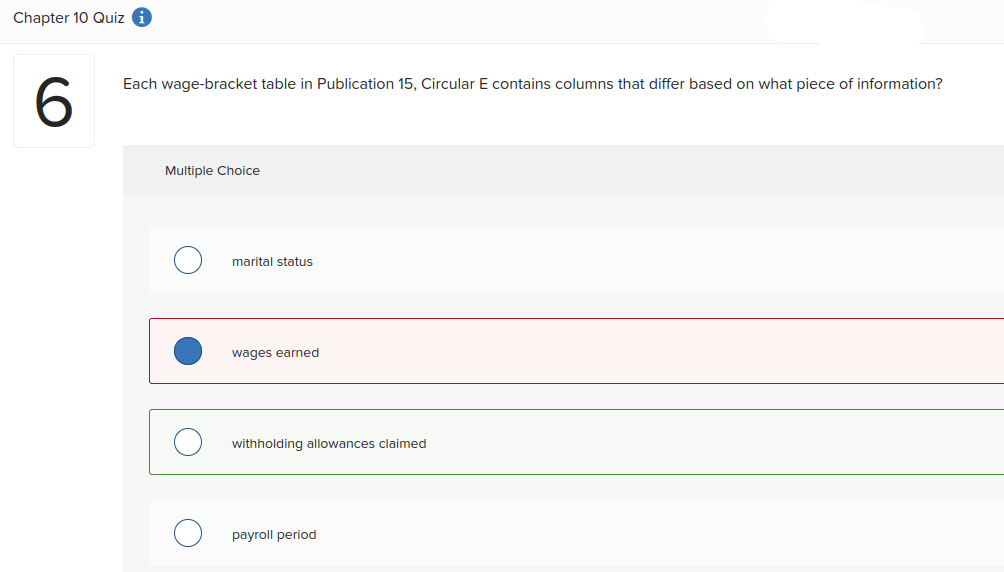 Chapter 10 Quiz i
6
Each wage-bracket table in Publication 15, Circular E contains columns that differ based on what piece of information?
Multiple Choice
marital status
wages earned
withholding allowances claimed
payroll period